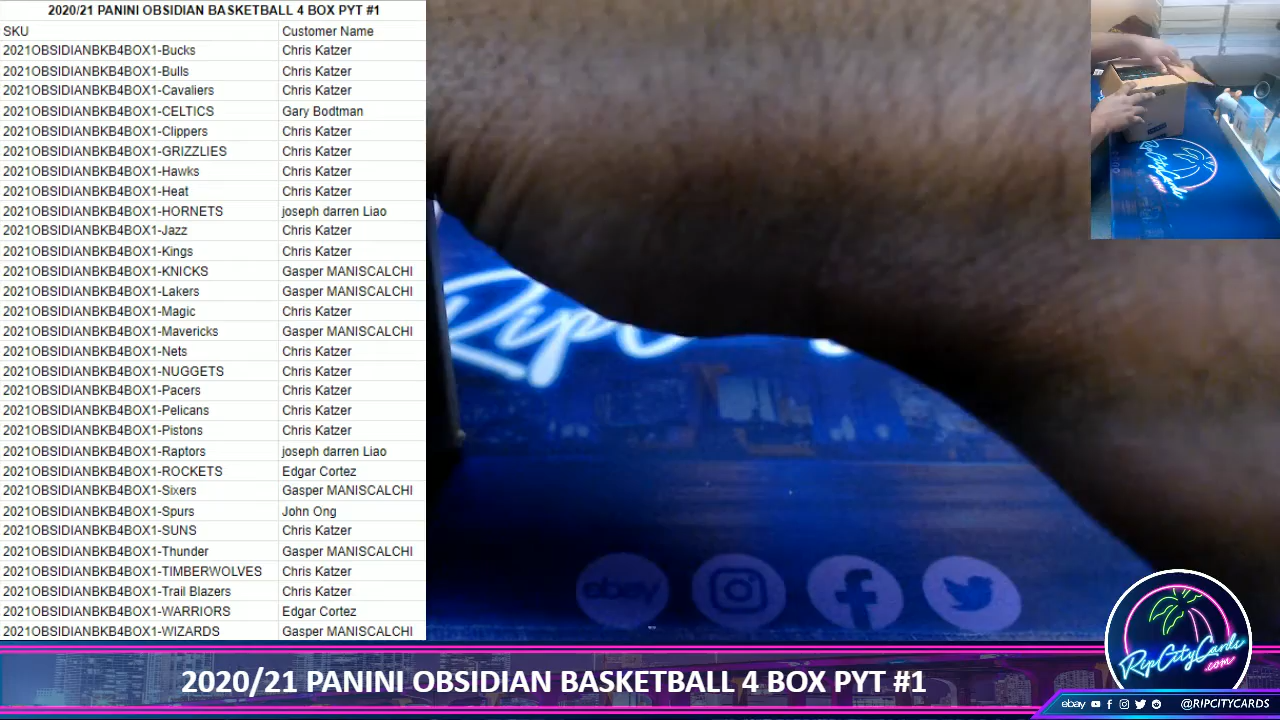 2020/21 PANINI OBSIDIAN BASKETBALL 4 BOX PYT #1
SKU Customer Name
2021OBSIDIANBKB4BOX1-Bucks Chris Katzer
2021OBSIDIANBKB4BOX1-Bulls Chris Katzer
2021OBSIDIANBKB4BOX1-Cavaliers Chris Katzer
2021OBSIDIANBKB4BOX1-CELTICS Gary Bodtman
2021OBSIDIANBKB4BOX1-Clippers Chris Katzer
2021OBSIDIANBKB4BOX1-GRIZZLIES Chris Katzer
2021OBSIDIANBKB4BOX1-Hawks Chris Katzer
2021OBSIDIANBKB4BOX1-Heat Chris Katzer
2021OBSIDIANBKB4BOX1-HORNETS joseph darren Liao
2021OBSIDIANBKB4BOX1-Jazz Chris Katzer
2021OBSIDIANBKB4BOX1-Kings Chris Katzer
2021OBSIDIANBKB4BOX1-KNICKS Gasper MANISCALCHI
2021OBSIDIANBKB4BOX1-Lakers Gasper MANISCALCHI
2021OBSIDIANBKB4BOX1-Magic Chris Katzer
2021OBSIDIANBKB4BOX1-Mavericks Gasper MANISCALCHI
2021OBSIDIANBKB4BOX1-Nets Chris Katzer
2021OBSIDIANBKB4BOX1-NUGGETS Chris Katzer
2021OBSIDIANBKB4BOX1-Pacers Chris Katzer
2021OBSIDIANBKB4BOX1-Pelicans Chris Katzer
2021OBSIDIANBKB4BOX1-Pistons Chris Katzer
2021OBSIDIANBKB4BOX1-Raptors joseph darren Liao
2021OBSIDIANBKB4BOX1-ROCKETS Edgar Cortez
2021OBSIDIANBKB4BOX1-Sixers Gasper MANISCALCHI
2021OBSIDIANBKB4BOX1-Spurs John Ong
2021OBSIDIANBKB4BOX1-SUNS Chris Katzer
2021OBSIDIANBKB4BOX1-Thunder Gasper MANISCALCHI
2021OBSIDIANBKB4BOX1-TIMBERWOLVES Chris Katzer
2021OBSIDIANBKB4BOX1-Trail Blazers Chris Katzer
2021OBSIDIANBKB4BOX1-WARRIORS Edgar Cortez
2021OBSIDIANBKB4BOX1-WIZARDS Gasper MANISCALCHI
Rip
ebay
RipCityCards
.com
2020/21 PANINI OBSIDIAN BASKETBALL 4 BOX PYT #1
ebay @RIPCITYCARDS